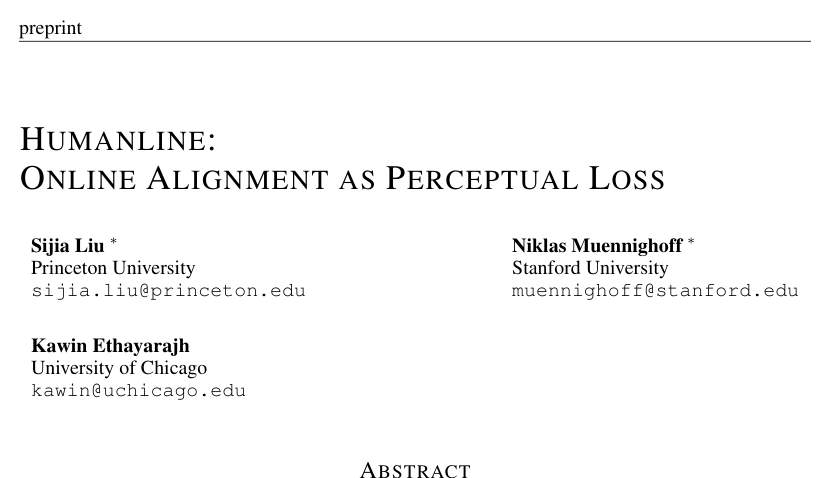 preprint
HUMANLINE:
ONLINE ALIGNMENT AS PERCEPTUAL LOSS
Sijia Liu *
Princeton University
sijia.liu@princeton.edu
Niklas Muennighoff *
Stanford University
muennighoff@stanford.edu
Kawin Ethayarajh
University of Chicago
kawin@uchicago.edu
ABSTRACT